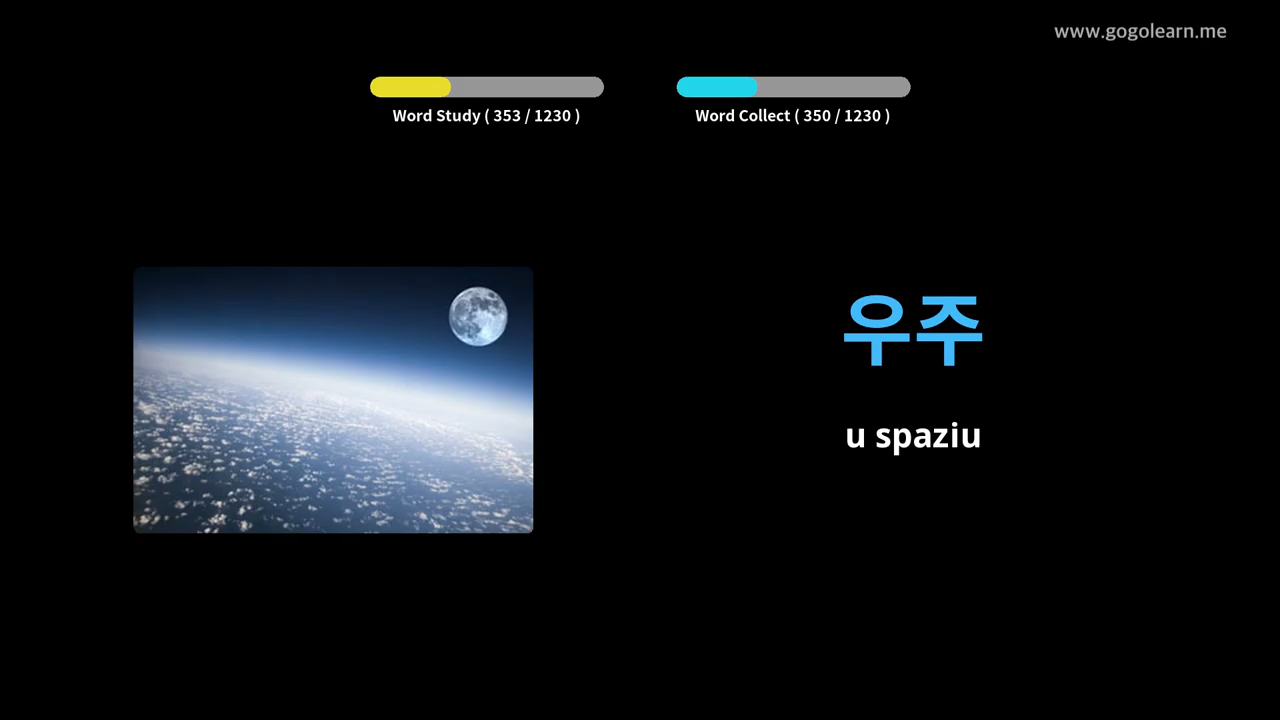 www.gogolearn.me
Word Study ( 353 / 1230 )
Word Collect ( 350 / 1230 )
우주
u spaziu